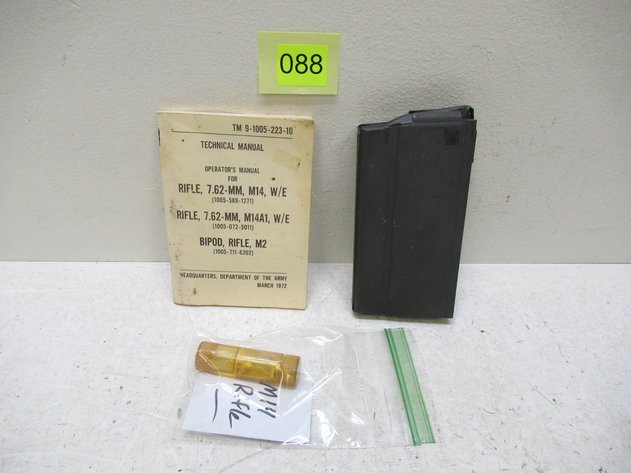 088
TM 9-1005-223-10
TECHNICAL MANUAL
OPERATOR'S MANUAL
FOR
RIFLE, 7.62-MM, M14, W/E
(1005-589-1271)
RIFLE, 7.62-MM, M14A1, W/E
(1005-072-5011)
BIPOD, RIFLE, M2
(1005-711-6202)
HEADQUARTERS, DEPARTMENT OF THE ARMY
MARCH 1972
M14
Rifle